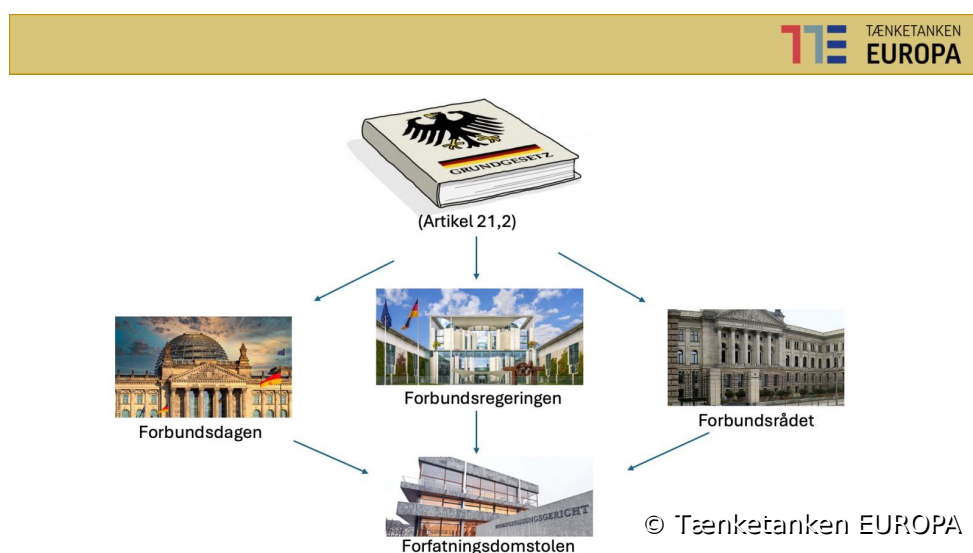 TÆNKETANKEN
EUROPA
GRUNDGESETZ
(Artikel 21,2)
Forbundsdagen
Forbundsregeringen
Forbundsrådet
Forfatningsdomstolen
© Tænketanken EUROPA